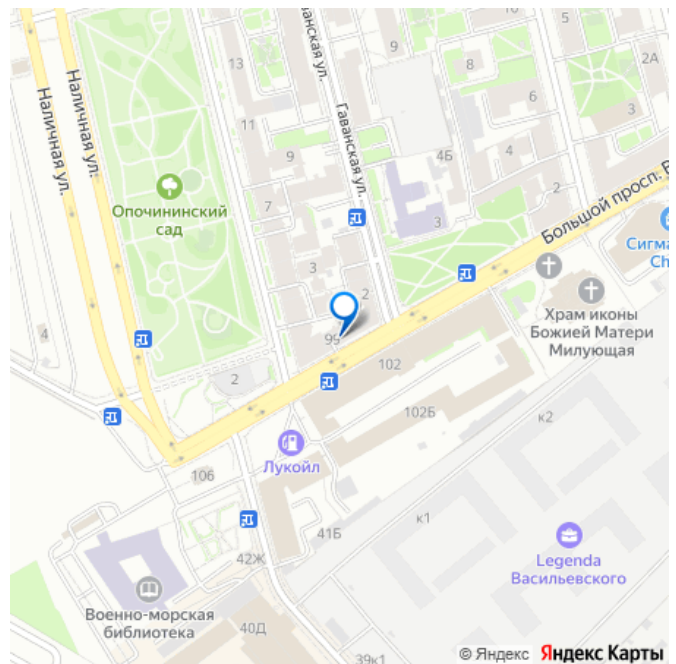 Наличная ул.
Наличная ул.
Гаванская ул.
Гаванская ул.
10
5
9
8
2А
13
6
3
11
4Б
4
9
2
Большой просп. В
Опочининский
сад
7
3
Сигма
Ch
3
2
Храм иконы
Божией Матери
Милующая
4
95
102
2
102Б
к2
Лукойл
106
41Б
к1
42Ж
Legenda
Васильевского
Военно-морская
библиотека
40Д
39к1
© Яндекс Яндекс Карты